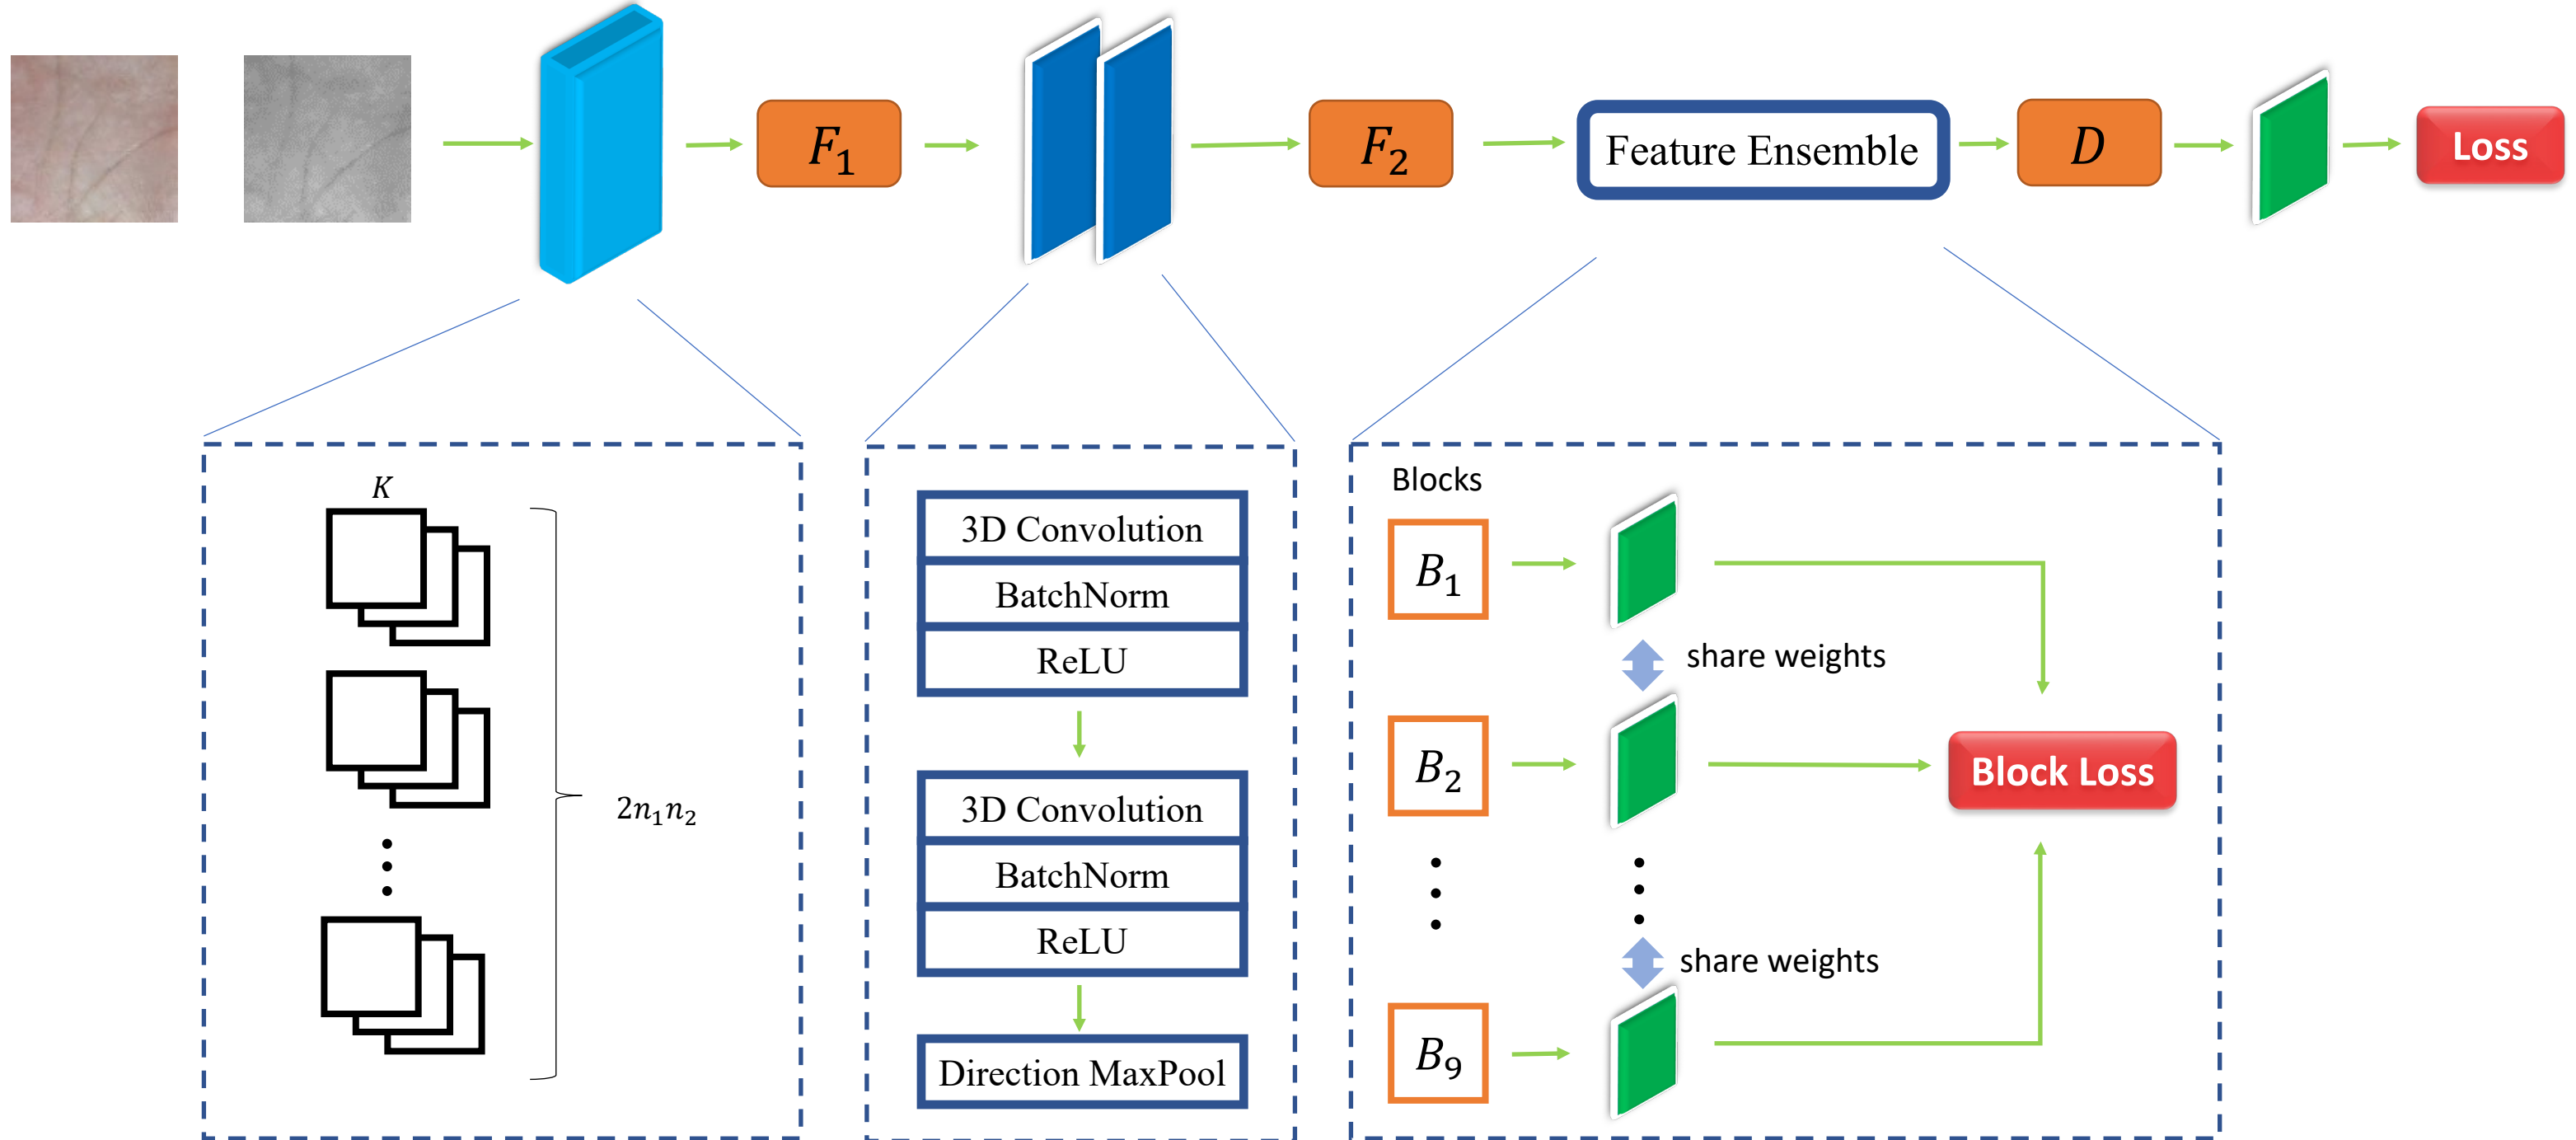 F₁
F₂
Feature Ensemble
D
Loss
K
2n₁n₂
3D Convolution
BatchNorm
ReLU
3D Convolution
BatchNorm
ReLU
Direction MaxPool
Blocks
B₁
share weights
B₂
Block Loss
share weights
B₉